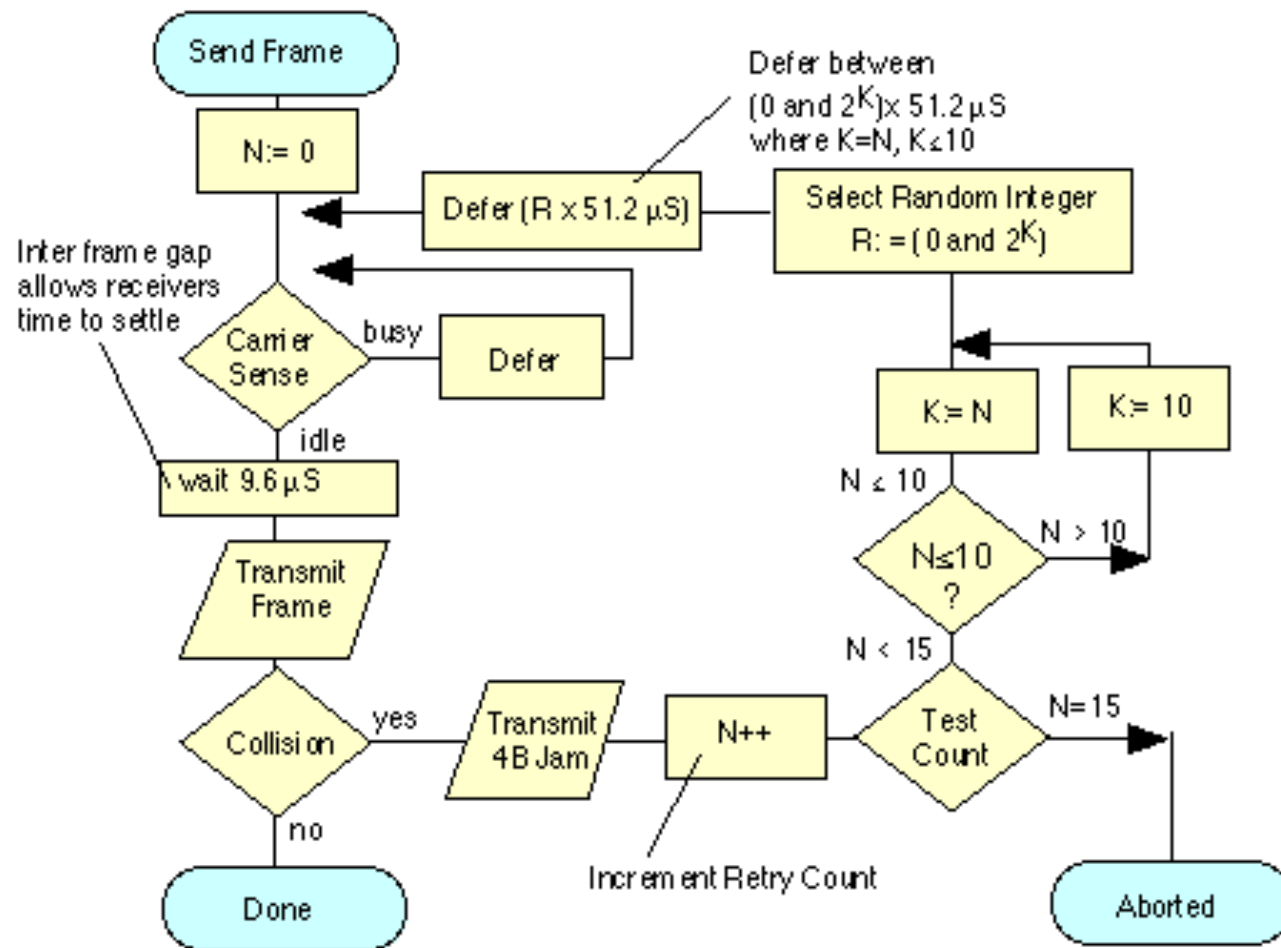 Send Frame
N:= 0
Defer between
(0 and 2^K)x 51.2 µS
where K=N, K≤10
Defer (R x 51.2 µS)
Select Random Integer
R: = (0 and 2^K)
Inter frame gap
allows receivers
time to settle
Carrier
Sense
busy
Defer
idle
wait 9.6 µS
K:= N
K:= 10
N ≤ 10
N > 10
N≤10
?
Transmit
Frame
N < 15
Collision
yes
Transmit
4B Jam
N++
Test
Count
N=15
no
Increment Retry Count
Done
Aborted